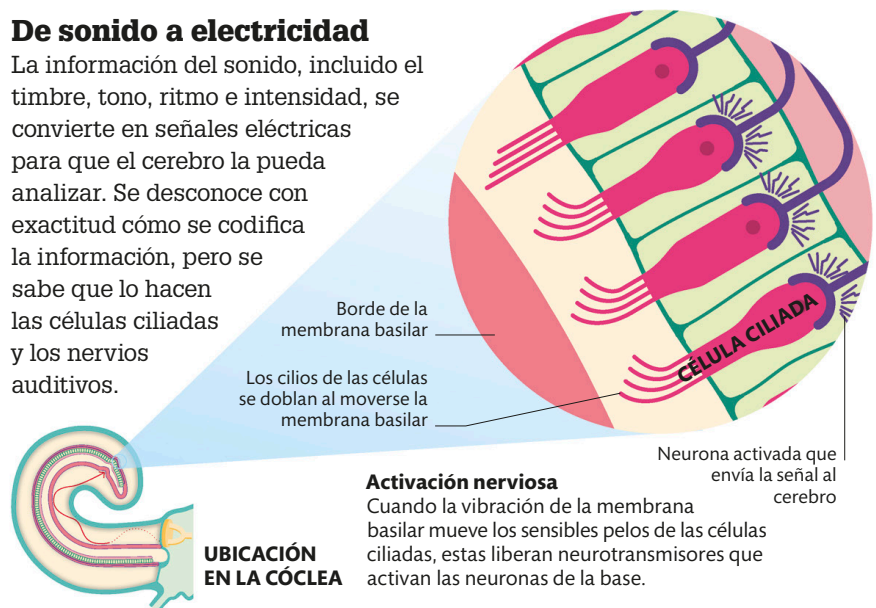 De sonido a electricidad
La información del sonido, incluido el
timbre, tono, ritmo e intensidad, se
convierte en señales eléctricas
para que el cerebro la pueda
analizar. Se desconoce con
exactitud cómo se codifica
la información, pero se
sabe que lo hacen
las células ciliadas
y los nervios
auditivos.
CÉLULA CILIADA
Borde de la
membrana basilar
Los cilios de las células
se doblan al moverse la
membrana basilar
Neurona activada que
envía la señal al
cerebro
Activación nerviosa
Cuando la vibración de la membrana
basilar mueve los sensibles pelos de las células
ciliadas, estas liberan neurotransmisores que
activan las neuronas de la base.
UBICACIÓN
EN LA CÓCLEA